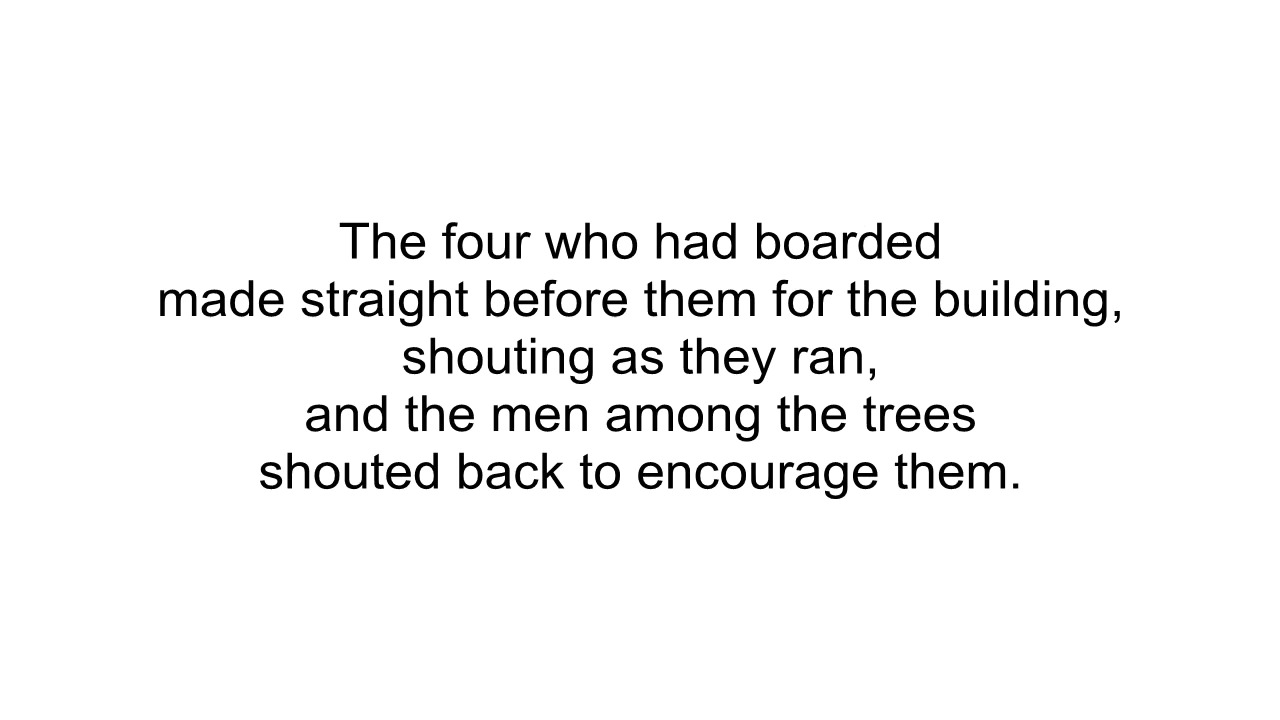 The four who had boarded
made straight before them for the building,
shouting as they ran,
and the men among the trees
shouted back to encourage them.